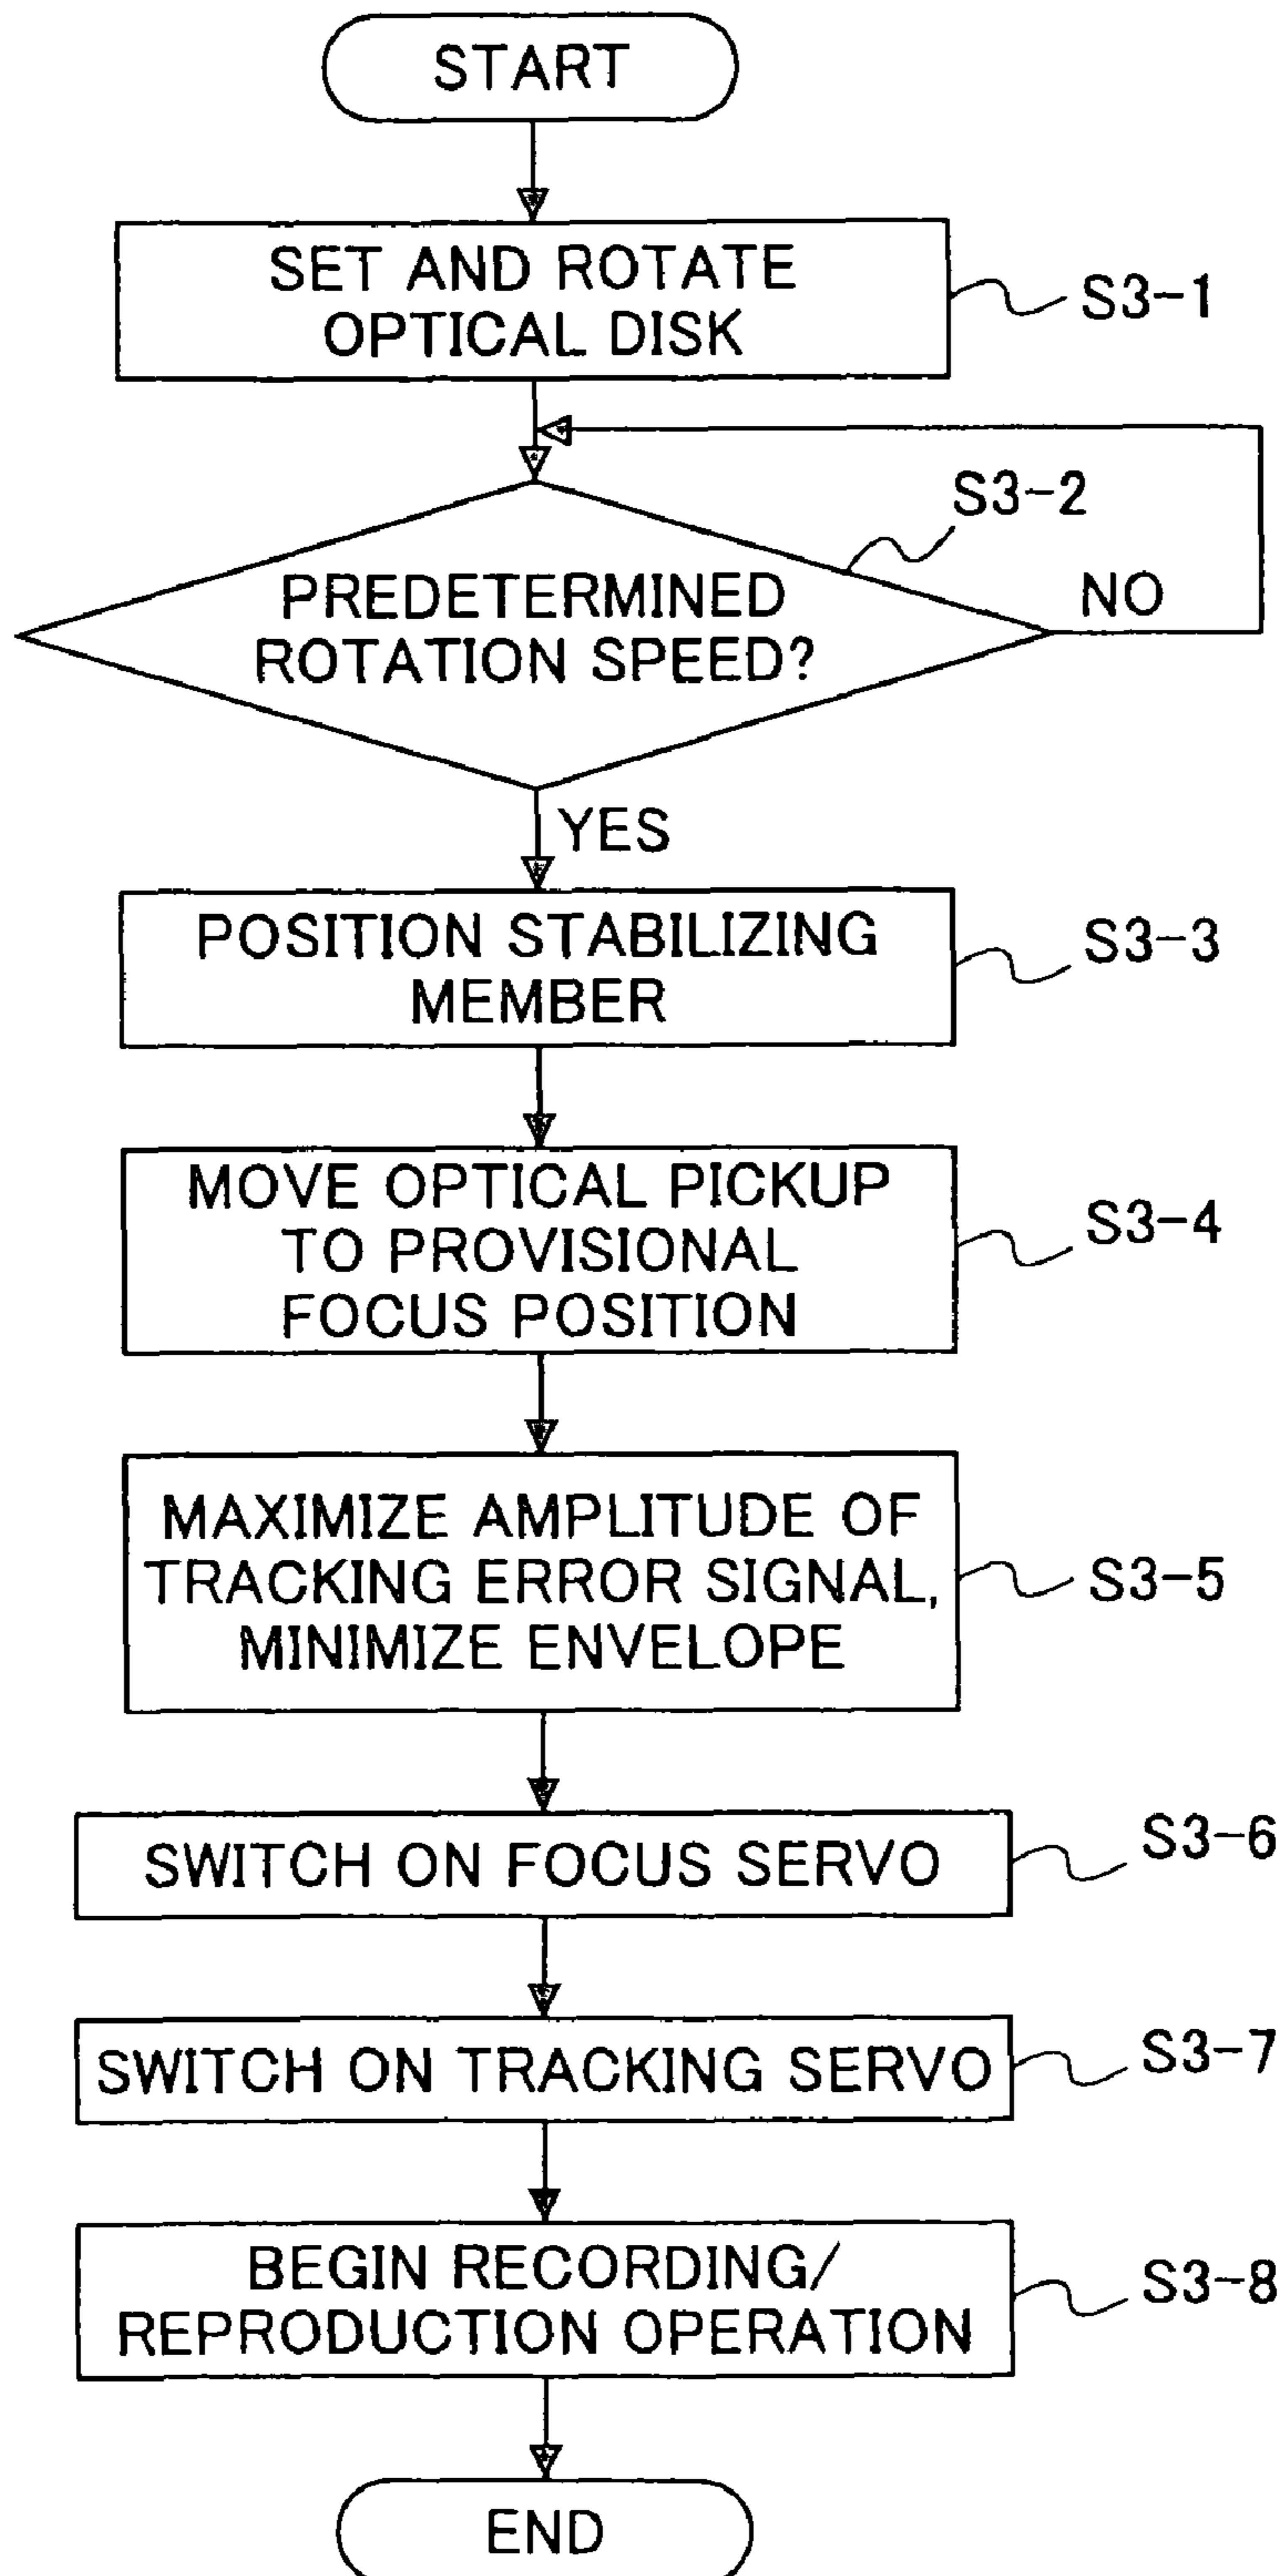 START
SET AND ROTATE
OPTICAL DISK
S3-1
S3-2
PREDETERMINED
ROTATION SPEED?
NO
YES
POSITION STABILIZING
MEMBER
S3-3
MOVE OPTICAL PICKUP
TO PROVISIONAL
FOCUS POSITION
S3-4
MAXIMIZE AMPLITUDE OF
TRACKING ERROR SIGNAL,
MINIMIZE ENVELOPE
S3-5
SWITCH ON FOCUS SERVO
S3-6
SWITCH ON TRACKING SERVO
S3-7
BEGIN RECORDING/
REPRODUCTION OPERATION
S3-8
END